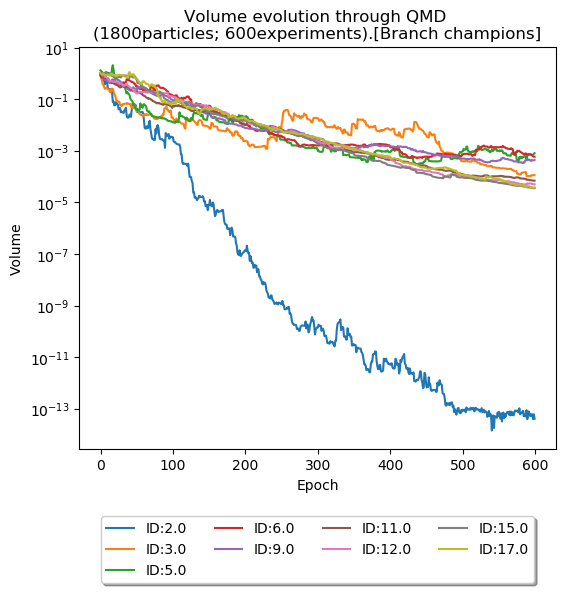 Volume evolution through QMD
(1800particles; 600experiments).[Branch champions]
Volume
10^1
10^-1
10^-3
10^-5
10^-7
10^-9
10^-11
10^-13
0 100 200 300 400 500 600
Epoch
ID:2.0 ID:6.0 ID:11.0 ID:15.0
ID:3.0 ID:9.0 ID:12.0 ID:17.0
ID:5.0